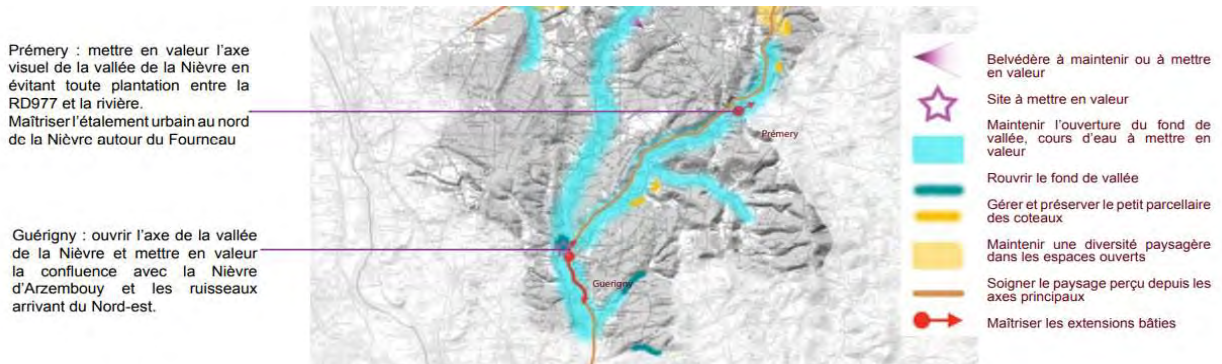 Prémery : mettre en valeur l'axe
visuel de la vallée de la Nièvre en
évitant toute plantation entre la
RD977 et la rivière.
Maîtriser l'étalement urbain au nord
de la Nièvre autour du Fourneau
Guérigny : ouvrir l'axe de la vallée
de la Nièvre et mettre en valeur
la confluence avec la Nièvre
d'Arzembouy et les ruisseaux
arrivant du Nord-est.
Prémery
Guerigny
Belvédère à maintenir ou à mettre
en valeur
Site à mettre en valeur
Maintenir l'ouverture du fond de
vallée, cours d'eau à mettre en
valeur
Rouvrir le fond de vallée
Gérer et préserver le petit parcellaire
des coteaux
Maintenir une diversité paysagère
dans les espaces ouverts
Soigner le paysage perçu depuis les
axes principaux
Maîtriser les extensions bâties